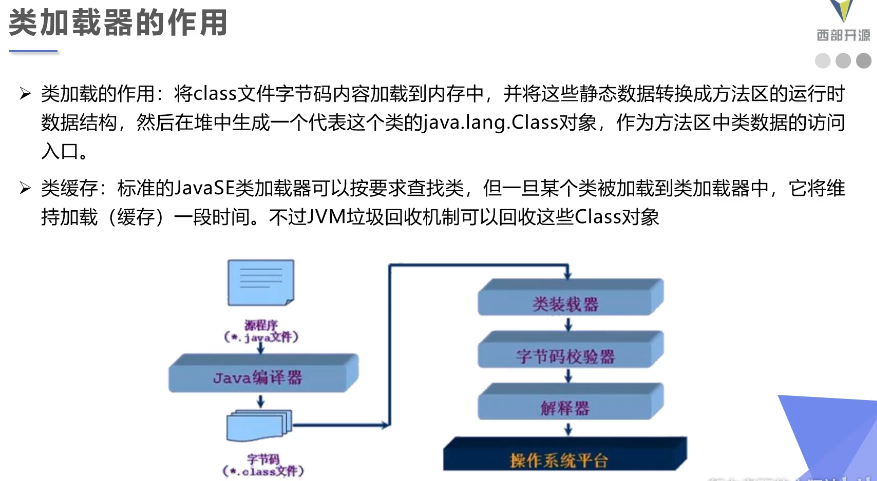 类加载器的作用
西部开源
➢ 类加载的作用：将class文件字节码内容加载到内存中，并将这些静态数据转换成方法区的运行时
数据结构，然后在堆中生成一个代表这个类的java.lang.Class对象，作为方法区中类数据的访问
入口。
➢ 类缓存：标准的JavaSE类加载器可以按要求查找类，但一旦某个类被加载到类加载器中，它将维
持加载（缓存）一段时间。不过JVM垃圾回收机制可以回收这些Class对象
源程序
（*.java文件）
Java编译器
字节码
（*.class文件）
类装载器
字节码校验器
解释器
操作系统平台